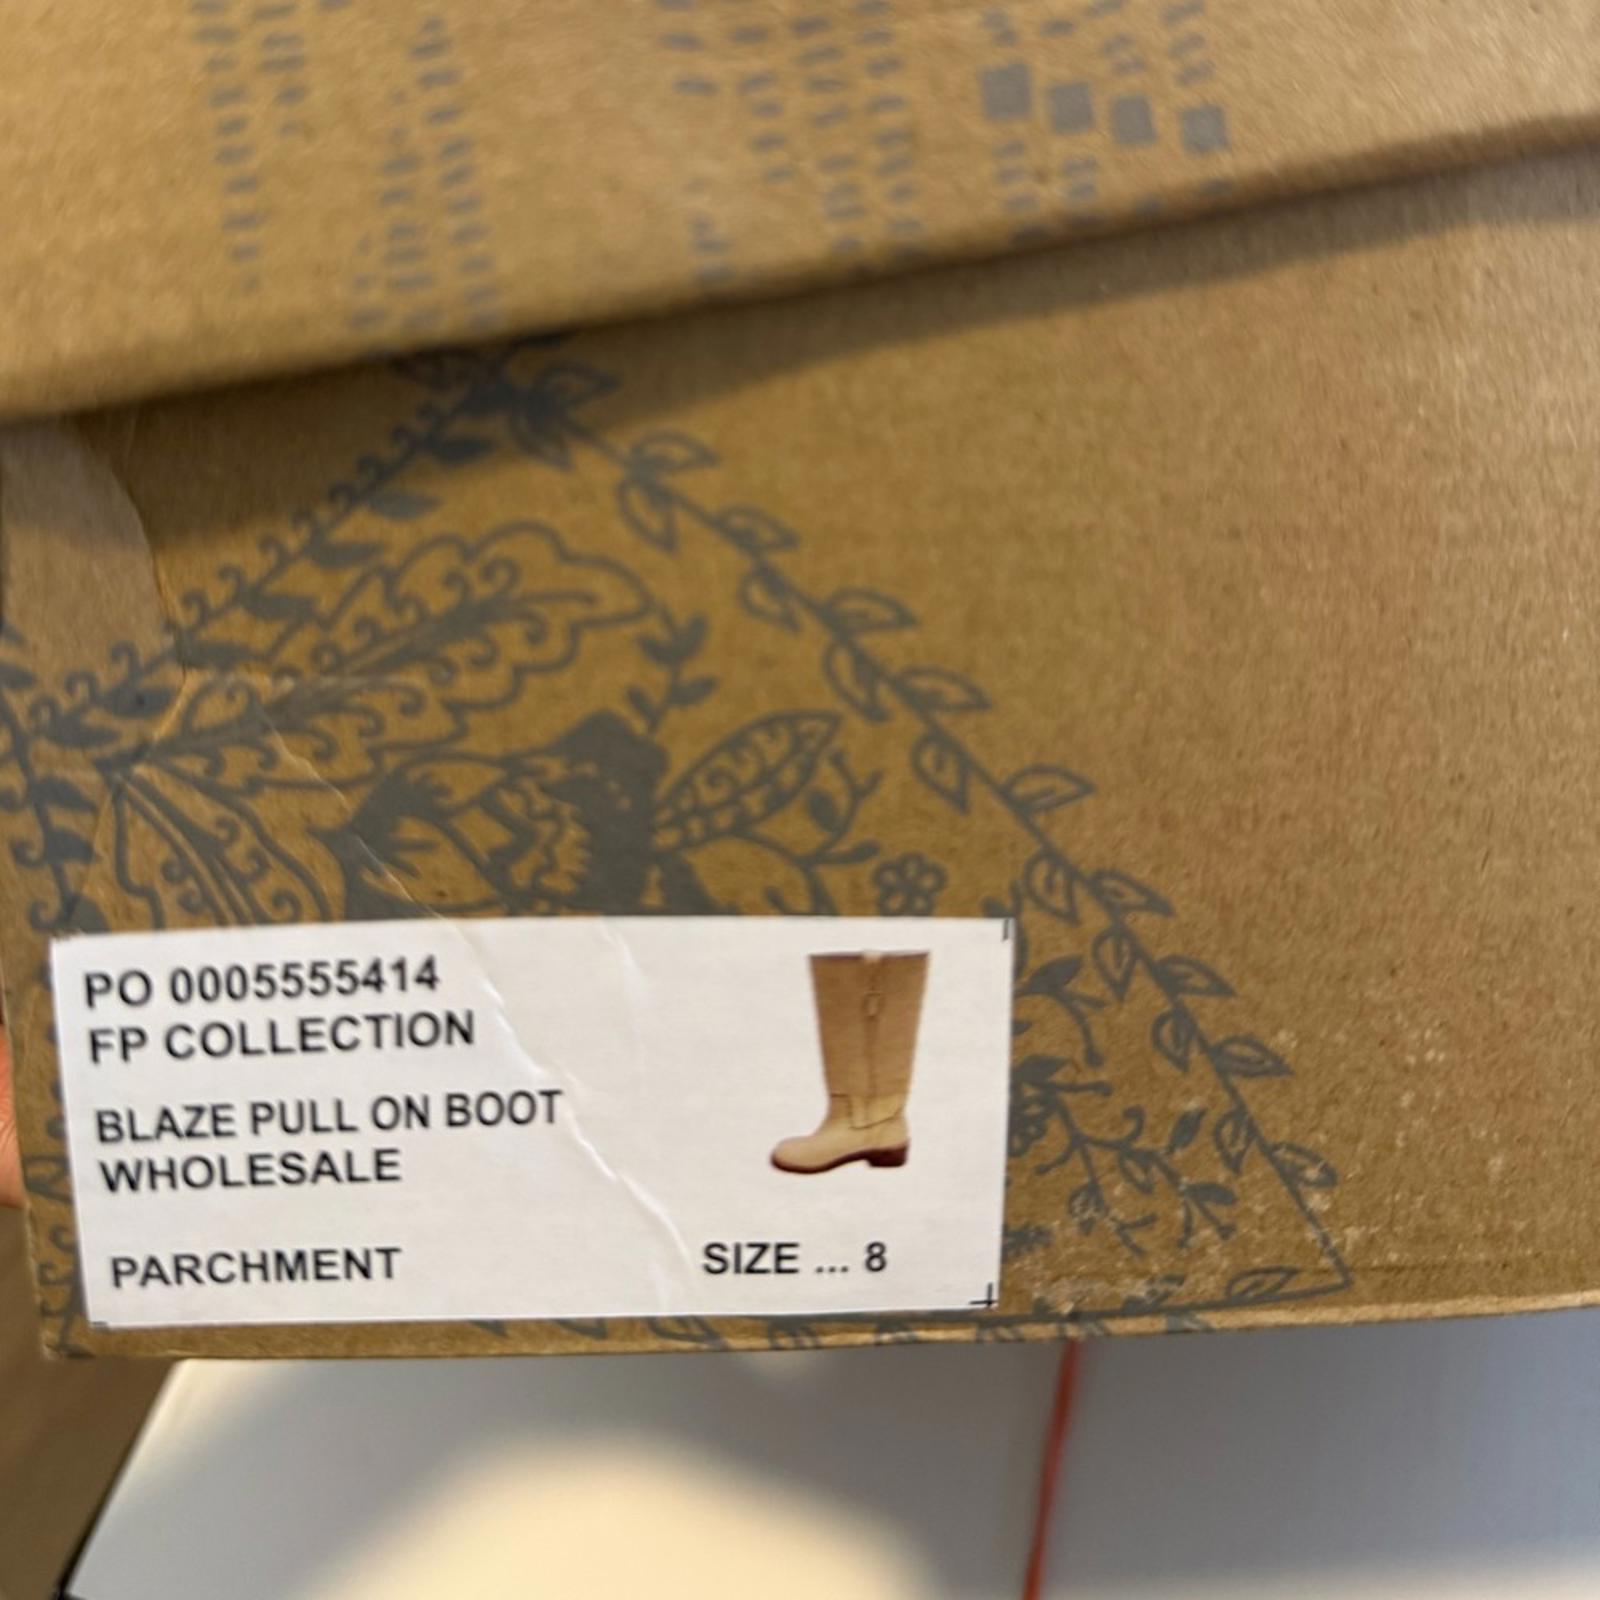 PO 0005555414
FP COLLECTION
BLAZE PULL ON BOOT
WHOLESALE
PARCHMENT
SIZE ... 8